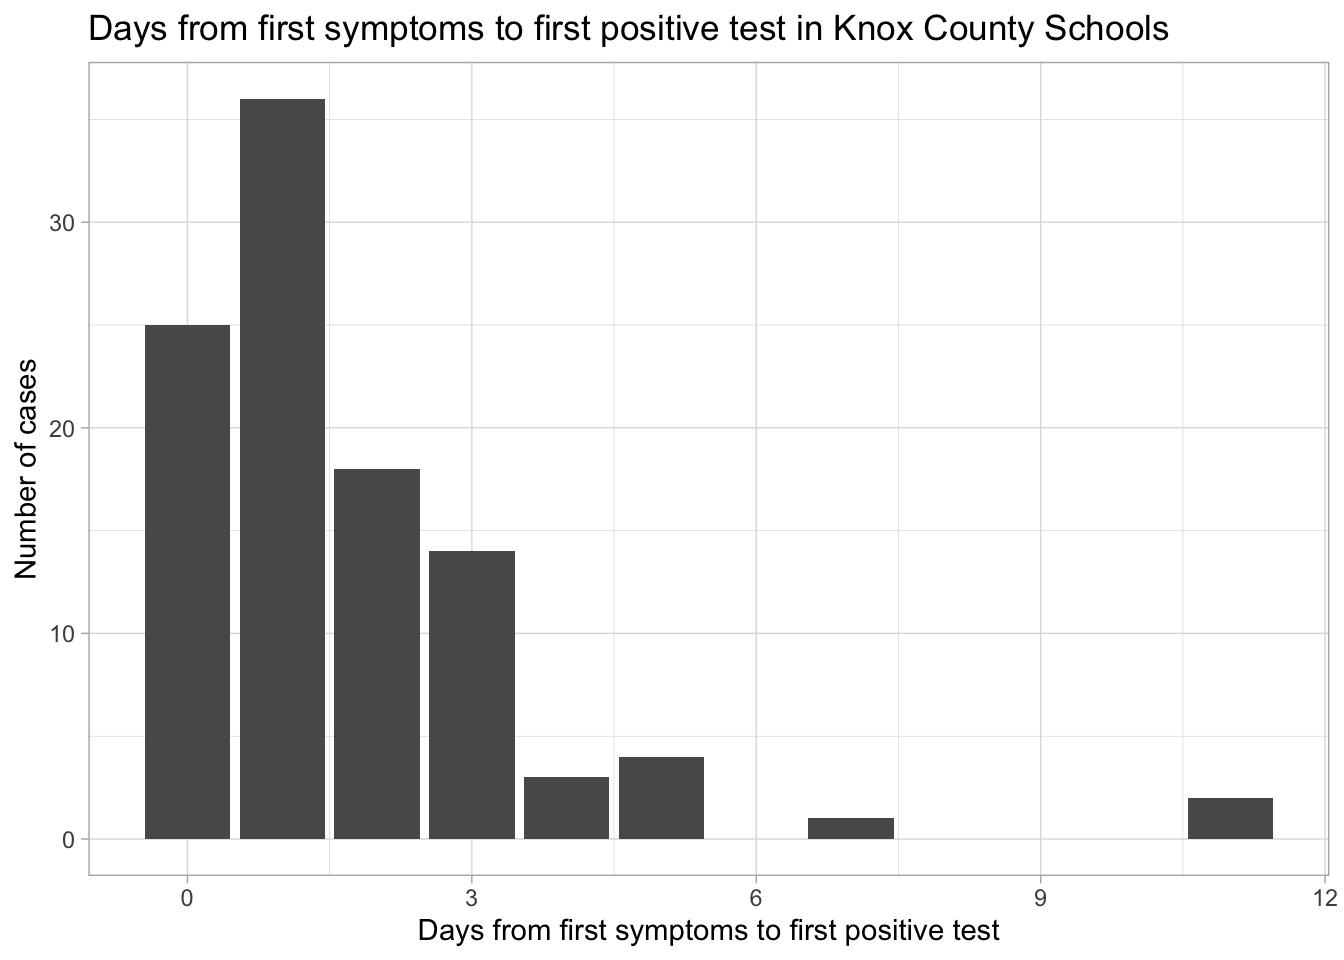 Days from first symptoms to first positive test in Knox County Schools
Number of cases
30
20
10
0
0 3 6 9 12
Days from first symptoms to first positive test